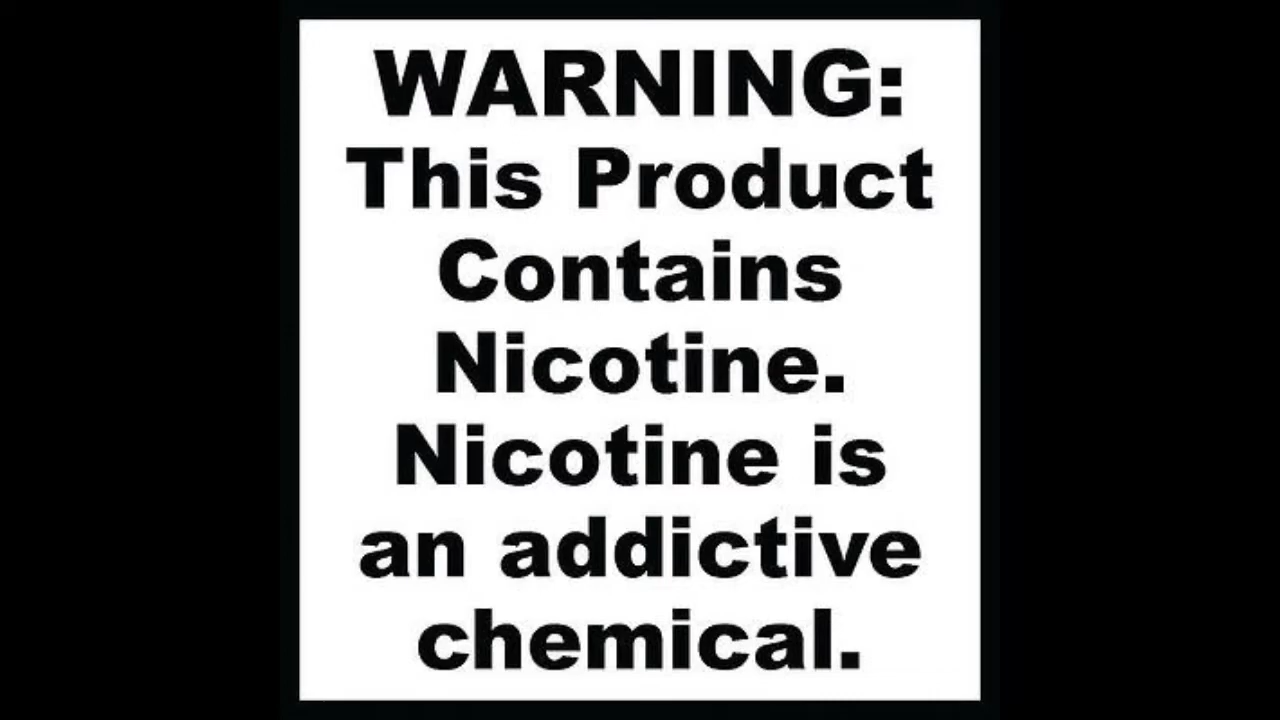 WARNING:
This Product
Contains
Nicotine.
Nicotine is
an addictive
chemical.